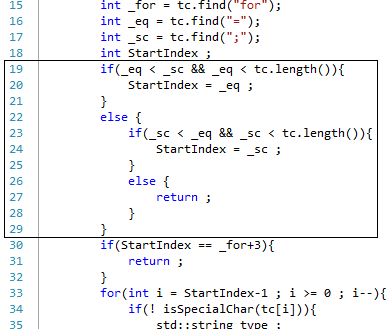 15 int _for = tc.find("for");
16 int _eq = tc.find("=");
17 int _sc = tc.find(";");
18 int StartIndex ;
19 if(_eq < _sc && _eq < tc.length()){
20 StartIndex = _eq ;
21 }
22 else {
23 if(_sc < _eq && _sc < tc.length()){
24 StartIndex = _sc ;
25 }
26 else {
27 return ;
28 }
29 }
30 if(StartIndex == _for+3){
31 return ;
32 }
33 for(int i = StartIndex-1 ; i >= 0 ; i--){
34 if(! isSpecialChar(tc[i])){
35 std::string type ;